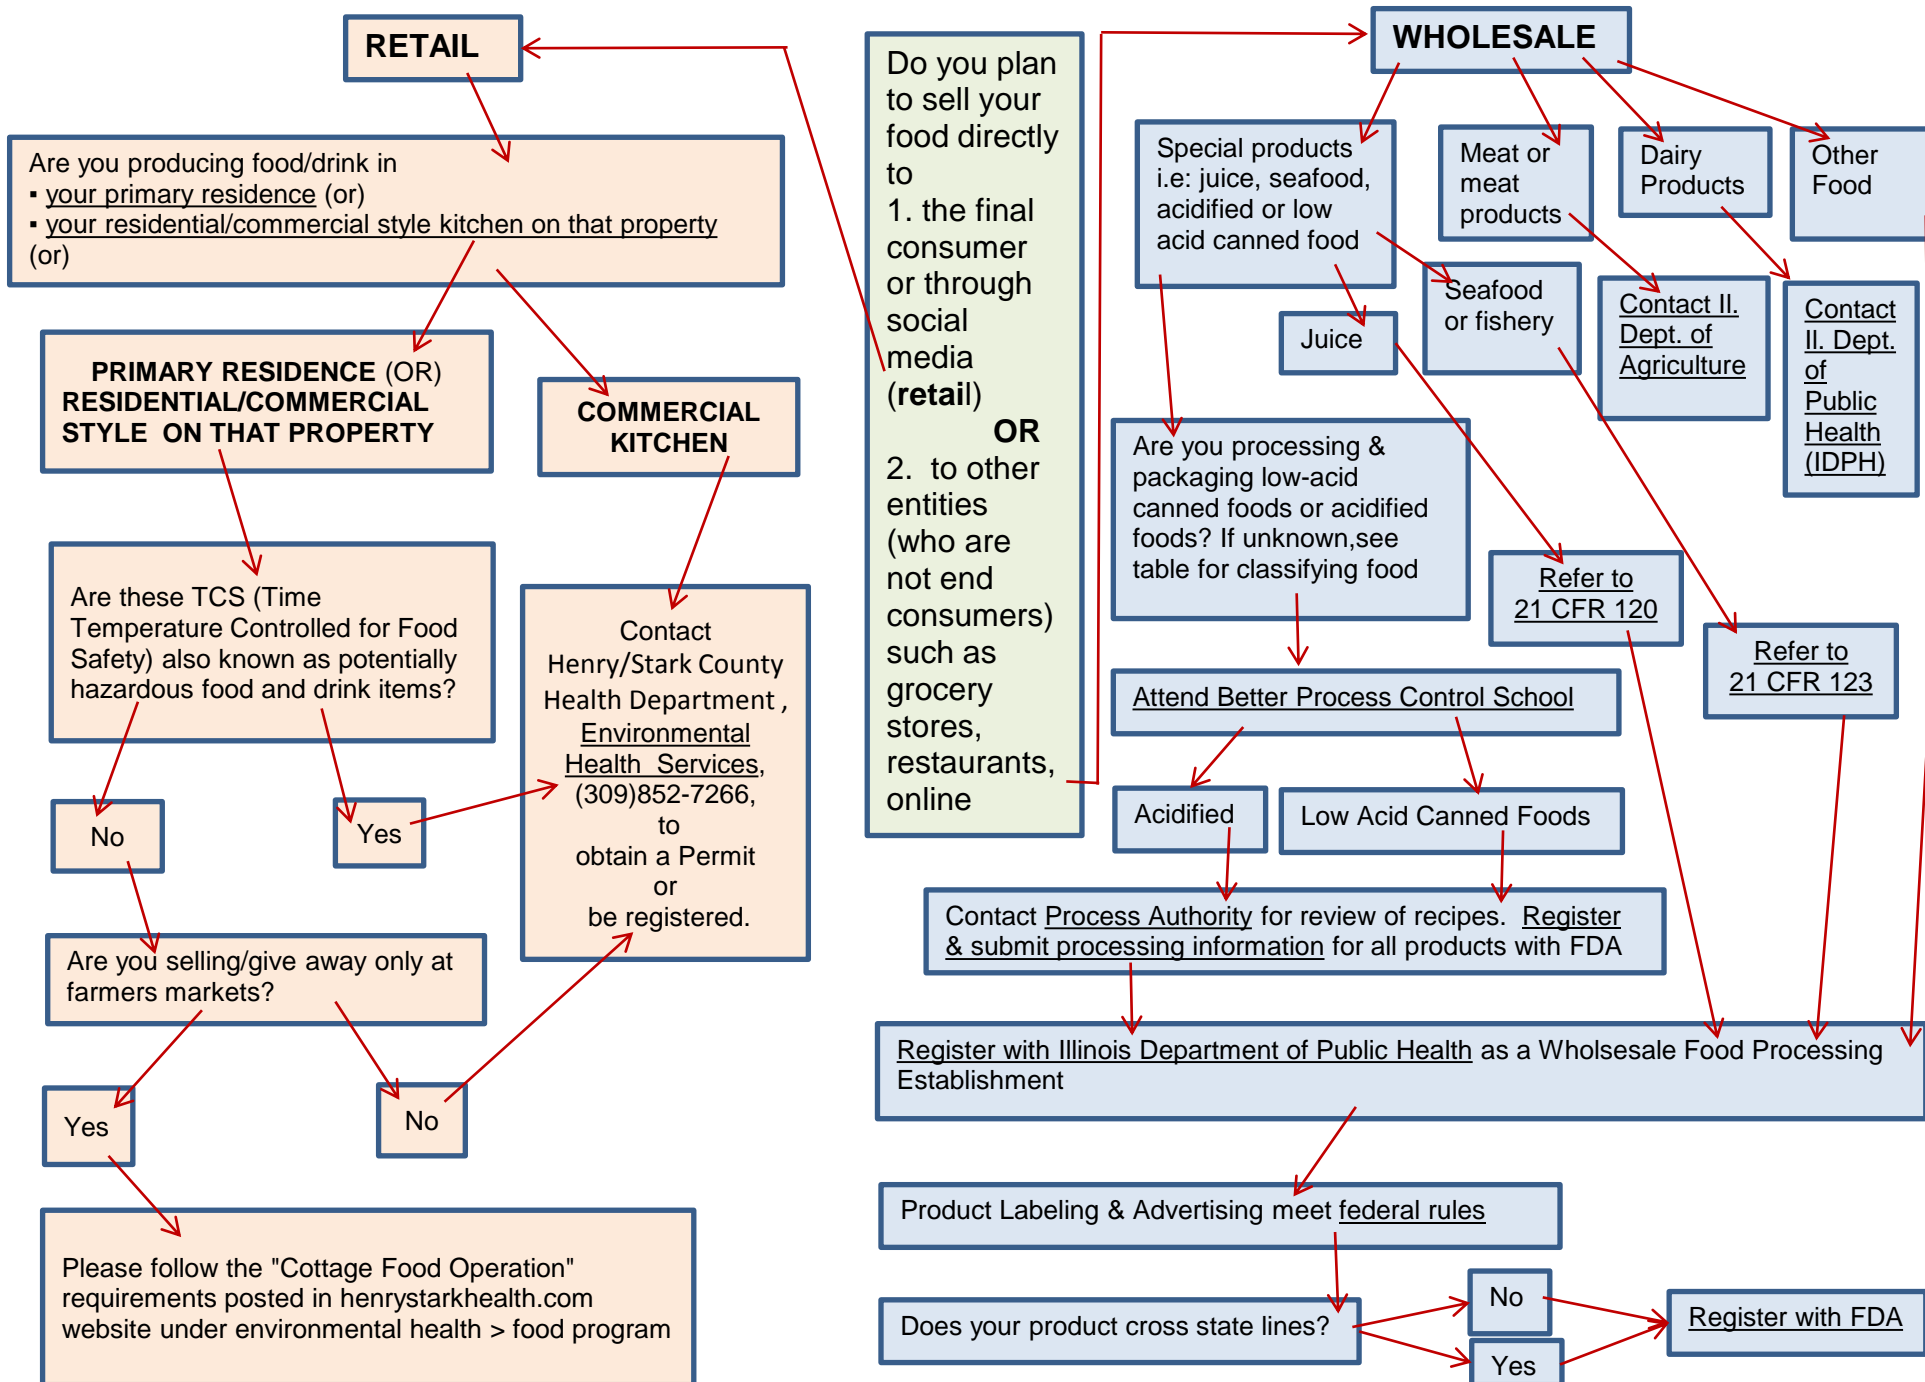 RETAIL
Are you producing food/drink in
▪ your primary residence (or)
▪ your residential/commercial style kitchen on that property
(or)
PRIMARY RESIDENCE (OR)
RESIDENTIAL/COMMERCIAL
STYLE ON THAT PROPERTY
COMMERCIAL
KITCHEN
Are these TCS (Time
Temperature Controlled for Food
Safety) also known as potentially
hazardous food and drink items?
No
Yes
Contact
Henry/Stark County
Health Department ,
Environmental
Health Services,
(309)852-7266,
to
obtain a Permit
or
be registered.
Are you selling/give away only at
farmers markets?
Yes
No
Please follow the "Cottage Food Operation"
requirements posted in henrystarkhealth.com
website under environmental health > food program
Do you plan
to sell your
food directly
to
1. the final
consumer
or through
social
media
(retail)
OR
2. to other
entities
(who are
not end
consumers)
such as
grocery
stores,
restaurants,
online
WHOLESALE
Special products
i.e: juice, seafood,
acidified or low
acid canned food
Meat or
meat
products
Dairy
Products
Other
Food
Seafood
or fishery
Juice
Contact Il.
Dept. of
Agriculture
Contact
Il. Dept.
of
Public
Health
(IDPH)
Are you processing &
packaging low-acid
canned foods or acidified
foods? If unknown,see
table for classifying food
Refer to
21 CFR 120
Refer to
21 CFR 123
Attend Better Process Control School
Acidified
Low Acid Canned Foods
Contact Process Authority for review of recipes. Register
& submit processing information for all products with FDA
Register with Illinois Department of Public Health as a Wholsesale Food Processing
Establishment
Product Labeling & Advertising meet federal rules
Does your product cross state lines?
No
Yes
Register with FDA